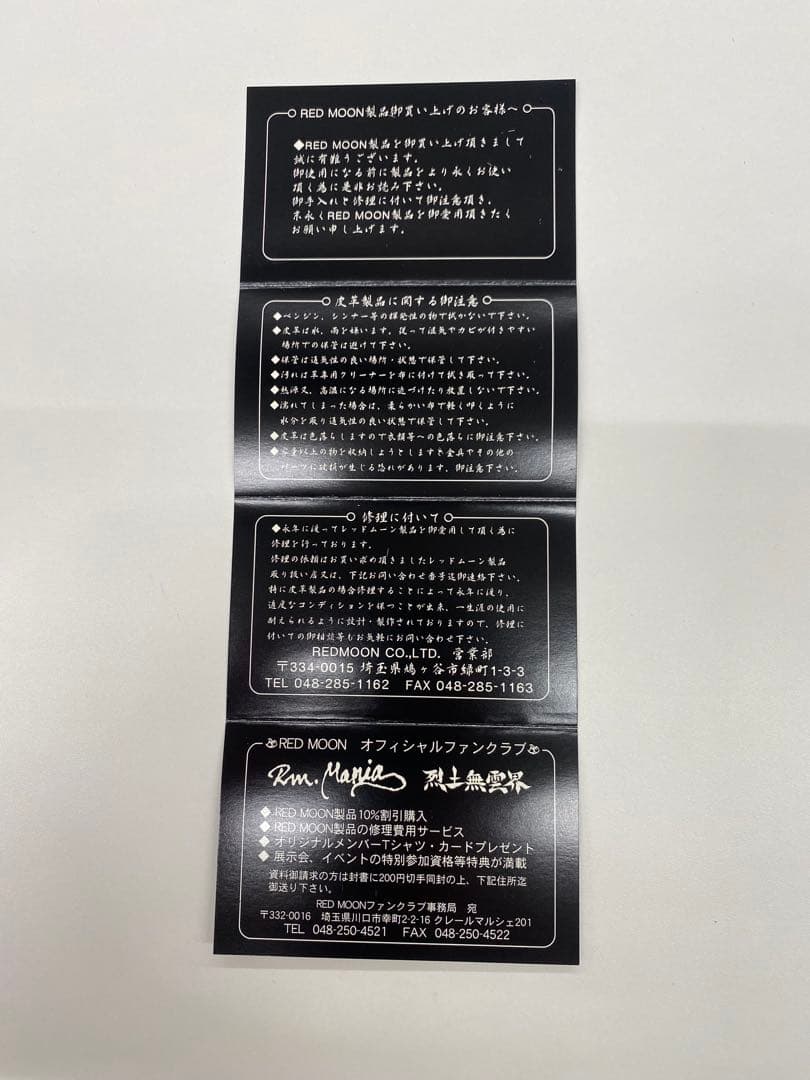 RED MOON製品御買い上げのお客様へ
◆RED MOON製品を御買い上げ頂きまして
誠に有難うございます。
御使用になる前に製品をより永くお使い
頂く為に是非お読み下さい。
御手入れと修理に付いて御注意頂き、
末永くRED MOON製品を御愛用頂きたく
お願い申し上げます。
皮革製品に関する御注意
◆ベンジン、シンナー等の揮発性の物で拭かないで下さい。
◆皮革は水、雨を嫌います。従って湿気やカビが付きやすい
場所での保管は避けて下さい。
◆保管は通気性の良い場所・状態で保管して下さい。
◆汚れは革専用クリーナーを布に付けて拭き取って下さい。
◆熱源又、高温になる場所に近づけたり放置しないで下さい。
◆濡れてしまった場合は、柔らかい布で軽く叩くように
水分を取り通気性の良い状態で保管して下さい。
◆皮革は色落ちしますので衣類等への色落ちに御注意下さい。
◆容量以上の物を収納しようとしますと金具やその他の
パーツに破損が生じる恐れがあります。御注意下さい。
修理に付いて
◆永年に渡ってレッドムーン製品を御愛用して頂く為に
修理を行っております。
修理の依頼はお買い求め頂きましたレッドムーン製品
取り扱い店又は、下記お問い合わせ番号迄御連絡下さい。
特に皮革製品の場合修理することによって永年に渡り、
適度なコンディションを保つことが出来、一生涯の使用に
耐えられるように設計・製作されておりますので、修理に
付いての御相談等もお気軽にお問い合わせ下さい。
REDMOON CO.,LTD. 営業部
〒334-0015 埼玉県鳩ヶ谷市緑町1-3-3
TEL 048-285-1162 FAX 048-285-1163
RED MOON オフィシャルファンクラブ
Rm. Mania 烈士無雲界
◆ RED MOON製品10%割引購入
◆ RED MOON製品の修理費用サービス
◆ オリジナルメンバーTシャツ・カードプレゼント
◆ 展示会、イベントの特別参加資格等特典が満載
資料御請求の方は封書に200円切手同封の上、下記住所迄
御送り下さい。
RED MOONファンクラブ事務局 宛
〒332-0016 埼玉県川口市幸町2-2-16 クレールマルシェ201
TEL 048-250-4521 FAX 048-250-4522